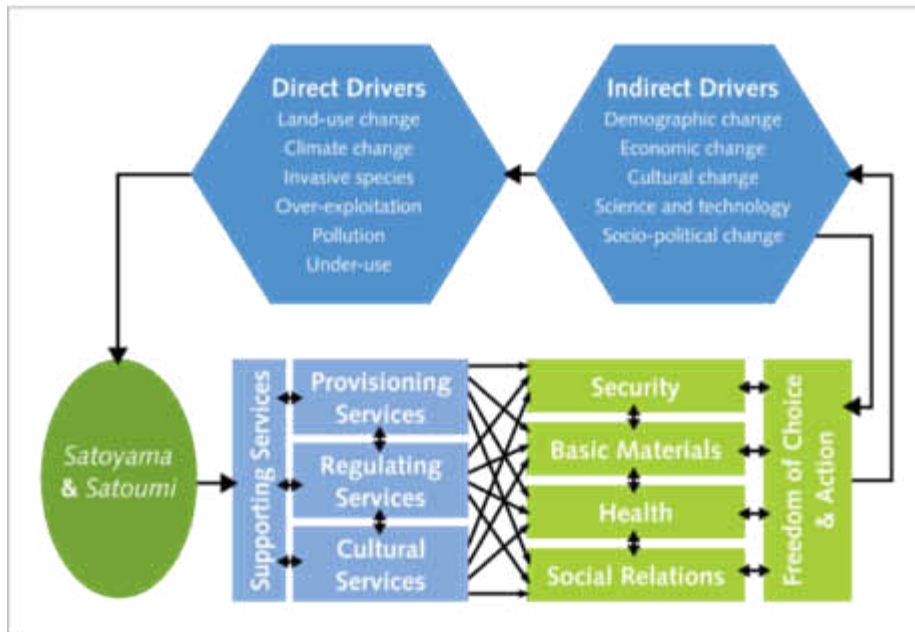 Direct Drivers
Land-use change
Climate change
Invasive species
Over-exploitation
Pollution
Under-use
Indirect Drivers
Demographic change
Economic change
Cultural change
Science and technology
Socio-political change
Satoyama
& Satoumi
Supporting Services
Provisioning
Services
Regulating
Services
Cultural
Services
Security
Basic Materials
Health
Social Relations
Freedom of Choice
& Action